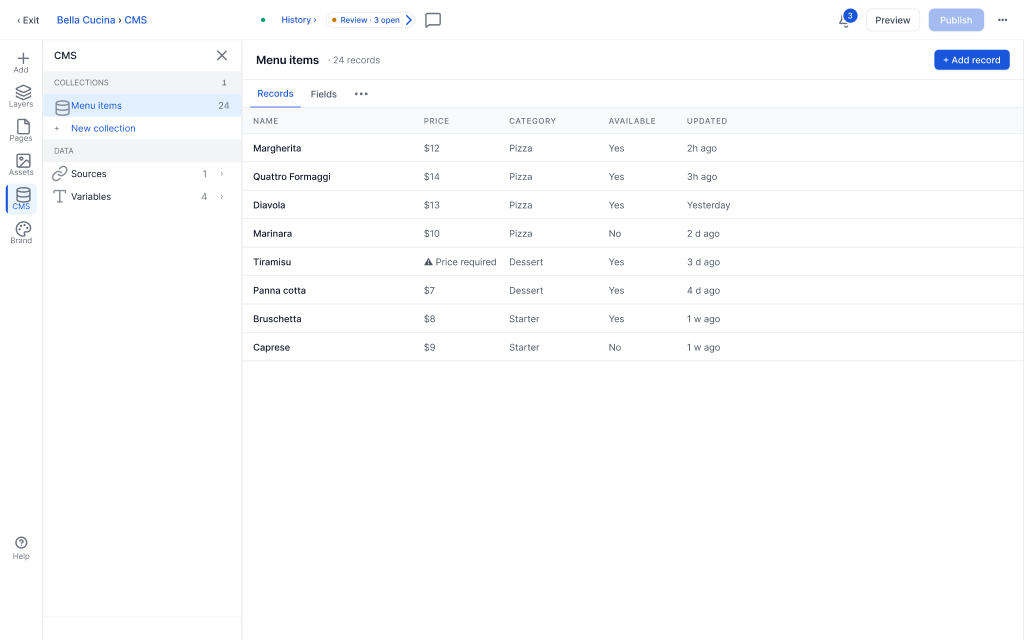 ‹ Exit
Bella Cucina › CMS
History ›
Review · 3 open
3
Preview
Publish
Add
Layers
Pages
Assets
CMS
Brand
Help
CMS
COLLECTIONS 1
Menu items 24
+ New collection
DATA
Sources 1 ›
Variables 4 ›
Menu items · 24 records
+ Add record
Records Fields
NAME PRICE CATEGORY AVAILABLE UPDATED
Margherita $12 Pizza Yes 2h ago
Quattro Formaggi $14 Pizza Yes 3h ago
Diavola $13 Pizza Yes Yesterday
Marinara $10 Pizza No 2 d ago
Tiramisu Price required Dessert Yes 3 d ago
Panna cotta $7 Dessert Yes 4 d ago
Bruschetta $8 Starter Yes 1 w ago
Caprese $9 Starter No 1 w ago